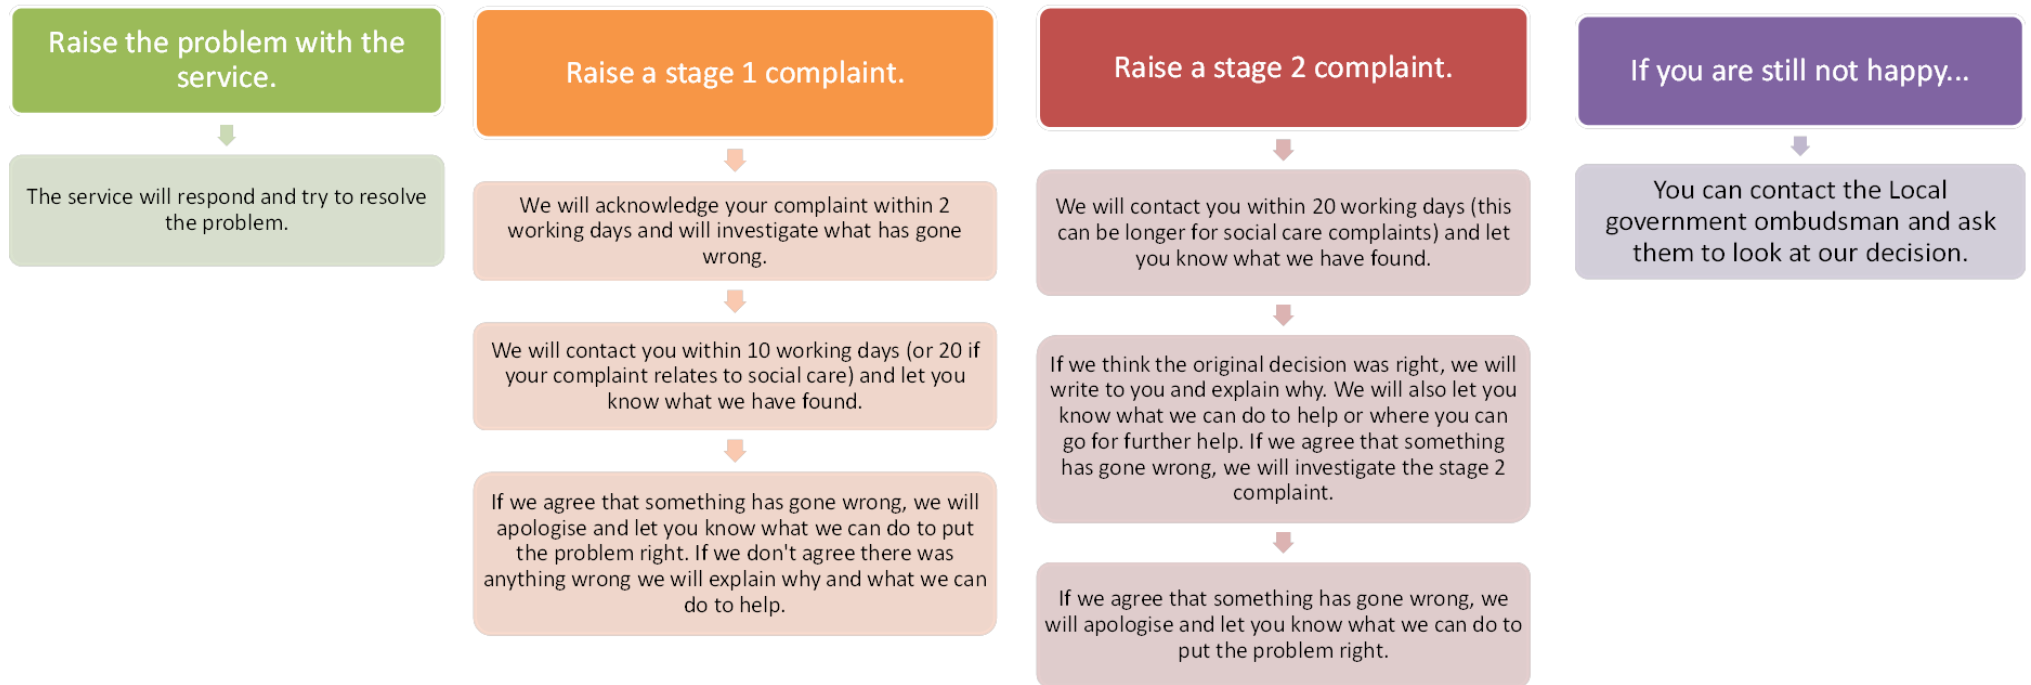 Raise the problem with the
service.
The service will respond and try to resolve
the problem.
Raise a stage 1 complaint.
We will acknowledge your complaint within 2
working days and will investigate what has gone
wrong.
We will contact you within 10 working days (or 20 if
your complaint relates to social care) and let you
know what we have found.
If we agree that something has gone wrong, we will
apologise and let you know what we can do to put
the problem right. If we don't agree there was
anything wrong we will explain why and what we can
do to help.
Raise a stage 2 complaint.
We will contact you within 20 working days (this
can be longer for social care complaints) and let
you know what we have found.
If we think the original decision was right, we will
write to you and explain why. We will also let you
know what we can do to help or where you can
go for further help. If we agree that something
has gone wrong, we will investigate the stage 2
complaint.
If we agree that something has gone wrong, we
will apologise and let you know what we can do to
put the problem right.
If you are still not happy...
You can contact the Local
government ombudsman and ask
them to look at our decision.